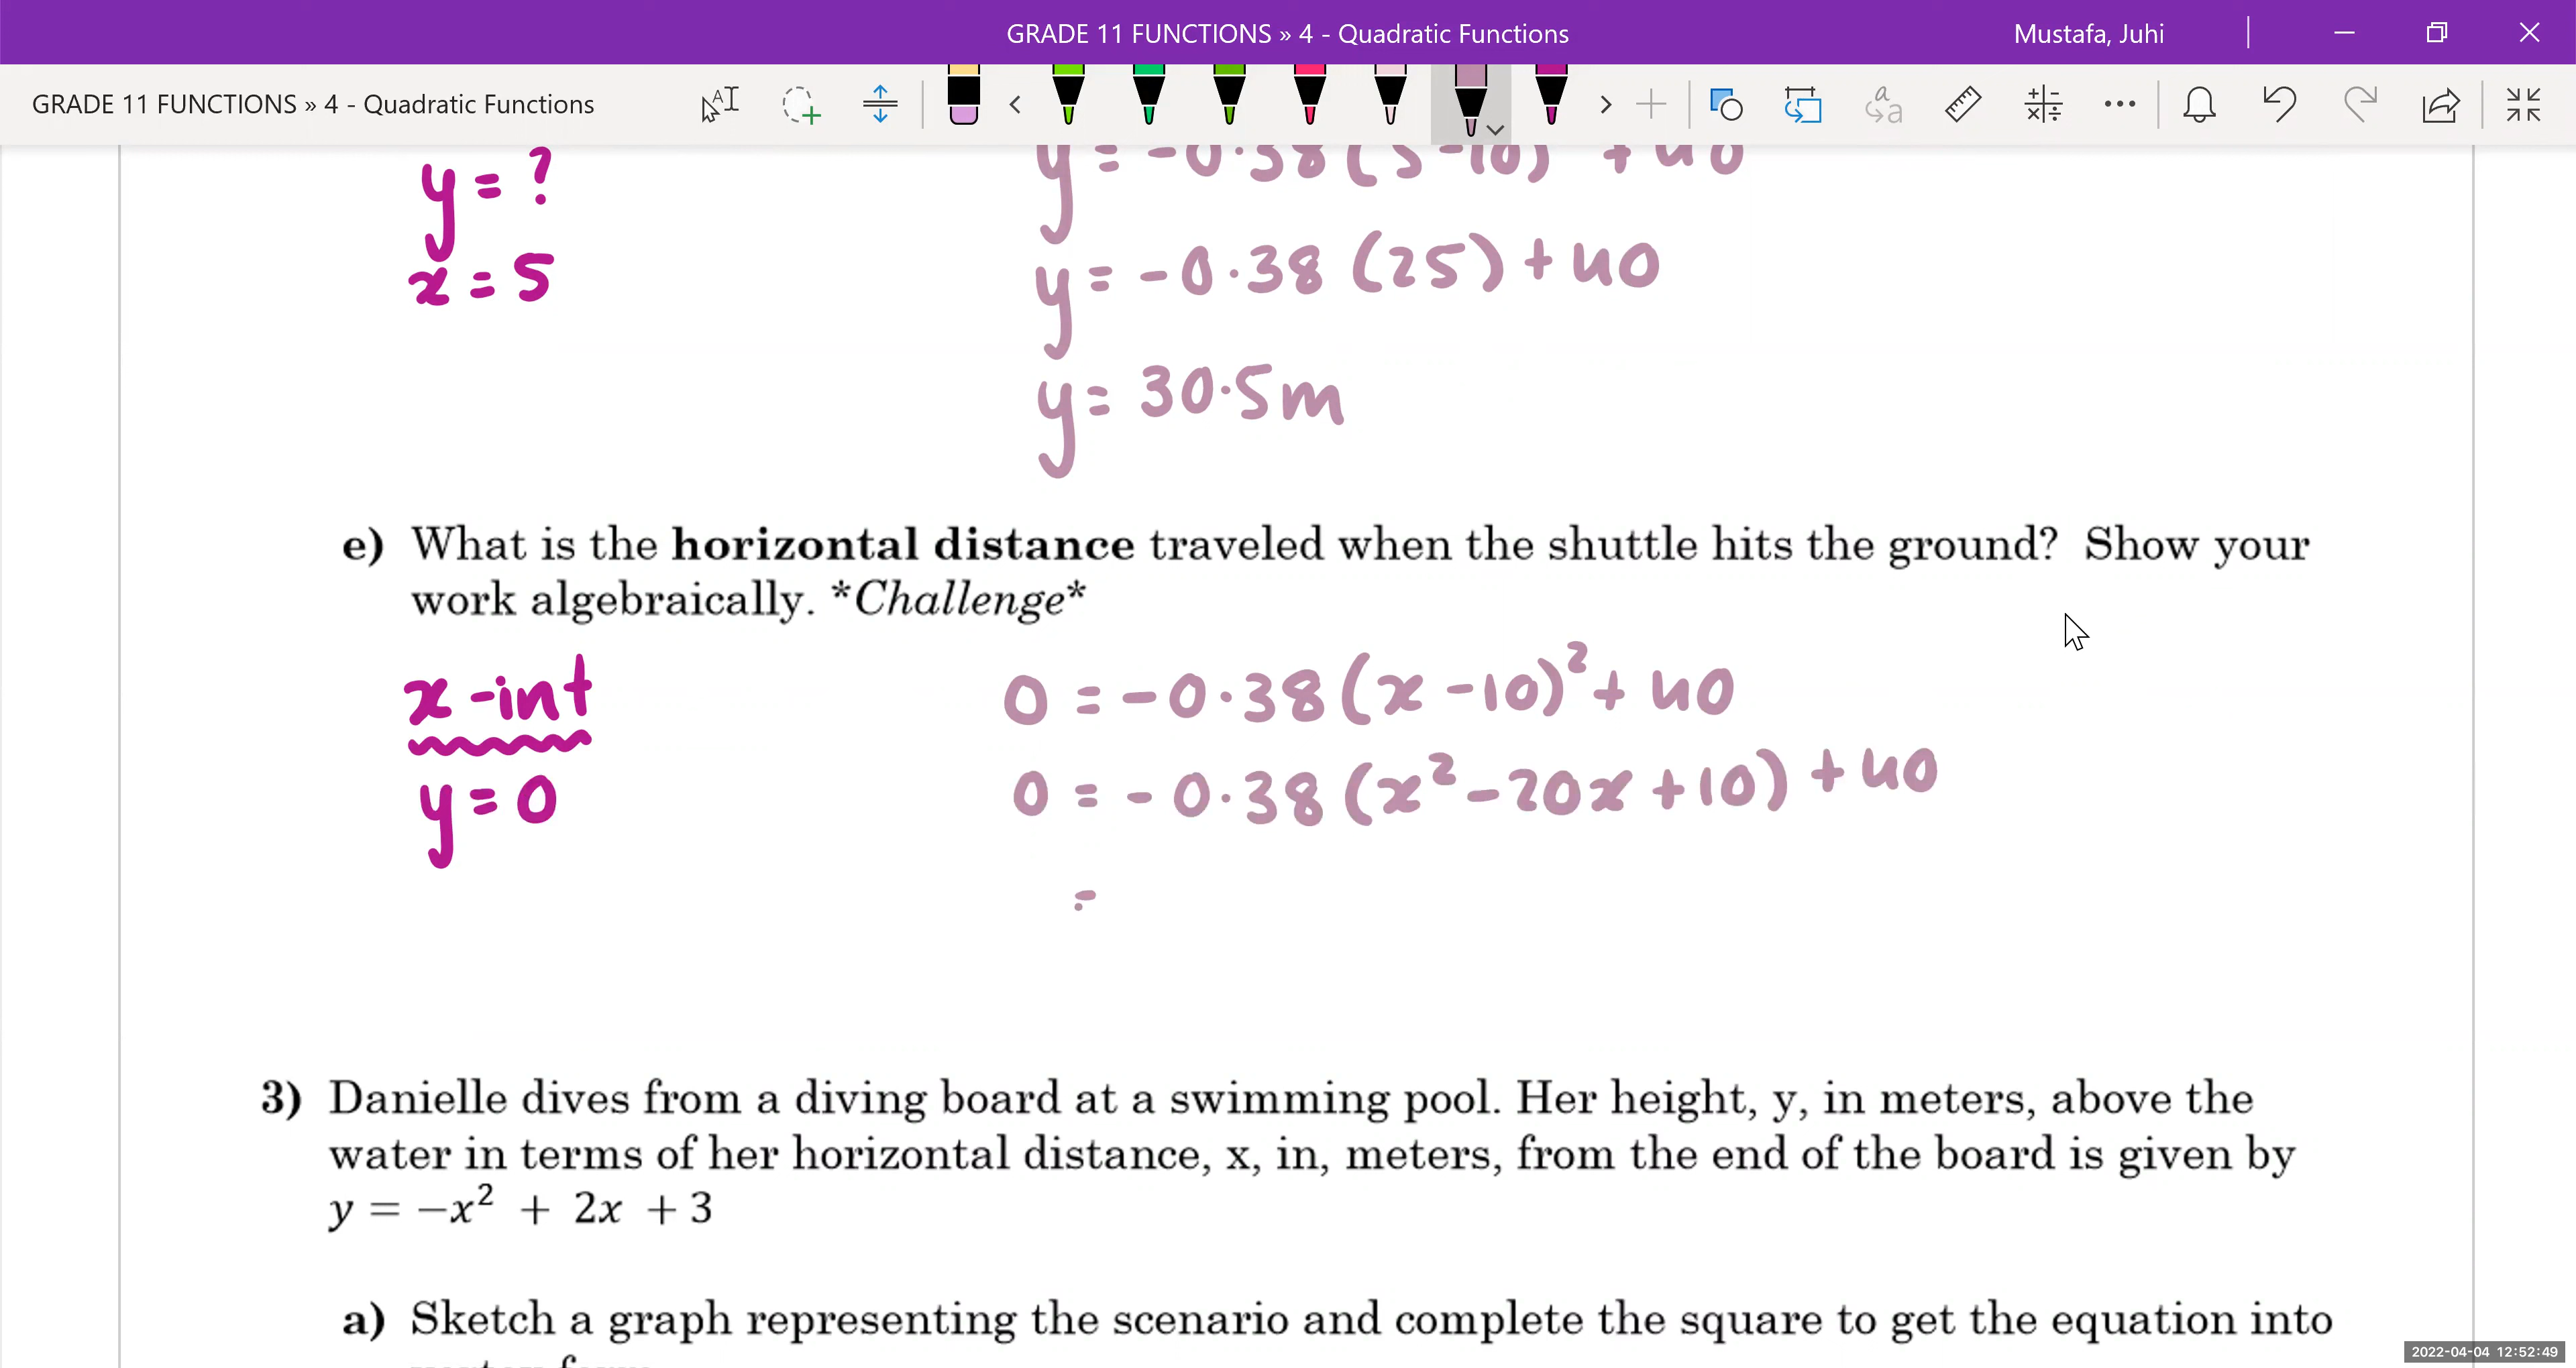 GRADE 11 FUNCTIONS » 4 - Quadratic Functions
Mustafa, Juhi
GRADE 11 FUNCTIONS » 4 - Quadratic Functions
y = ?
x = 5
y = -0.38 (5-10) + 40
y = -0.38 (25) + 40
y = 30.5m
e) What is the horizontal distance traveled when the shuttle hits the ground? Show your
work algebraically. *Challenge*
x-int
y = 0
0 = -0.38 (x -10)² + 40
0 = -0.38 (x² -20x +10) + 40
=
3) Danielle dives from a diving board at a swimming pool. Her height, y, in meters, above the
water in terms of her horizontal distance, x, in, meters, from the end of the board is given by
y = −x² + 2x + 3
a) Sketch a graph representing the scenario and complete the square to get the equation into
2022-04-04 12:52:49